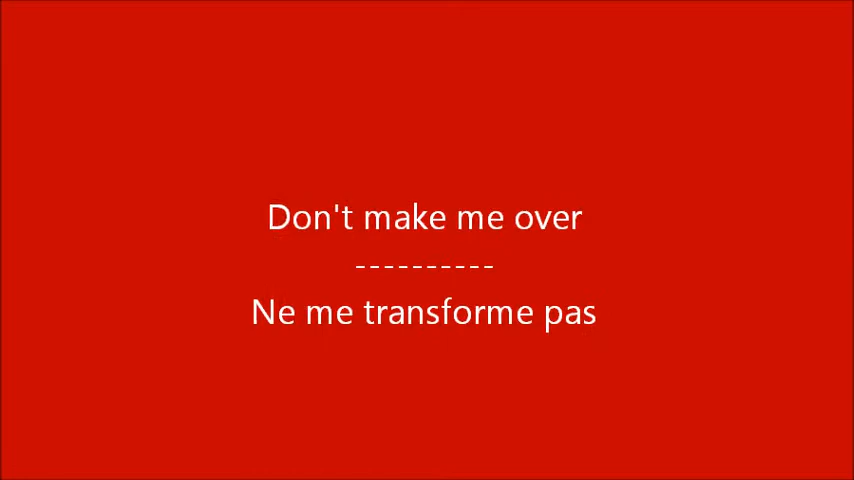 Don't make me over
----------
Ne me transforme pas